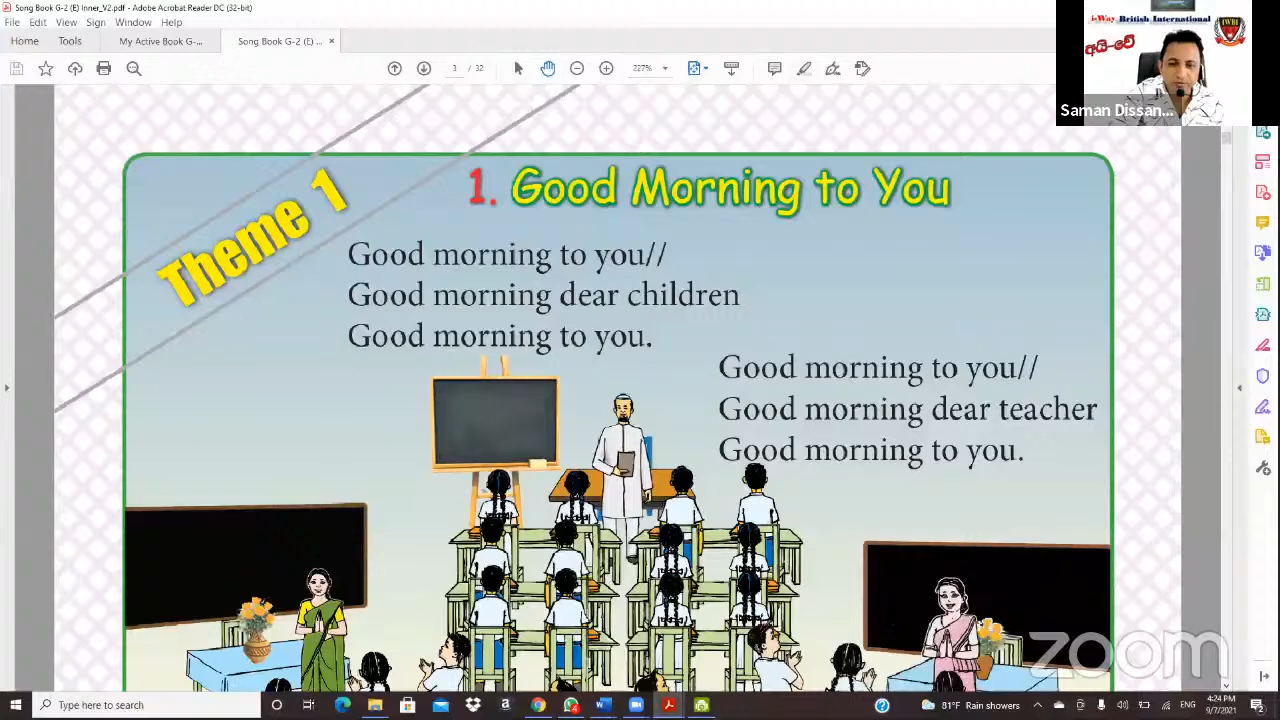 Song Book G-2 (E) Inner_V2.pdf - Adobe Acrobat Reader DC (32-bit)
File Edit View Sign Window Help
Tools My Active Book G-... Song Book G-2 (E) ... ×
227%
i-Way British International
IWBI
අයි-වේ
Saman Dissan...
Theme 1
1. Good Morning to You
Good morning to you//
Good morning dear children
Good morning to you.
Good morning to you//
Good morning dear teacher
Good morning to you.
zoom
Type here to search
81°F Rain showers
ENG
4:24 PM
9/7/2021